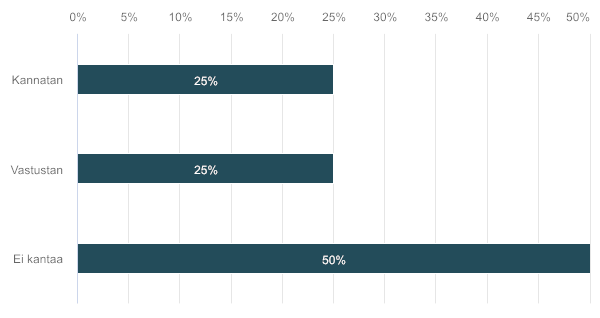 0% 5% 10% 15% 20% 25% 30% 35% 40% 45% 50%
Kannatan 25%
Vastustan 25%
Ei kantaa 50%